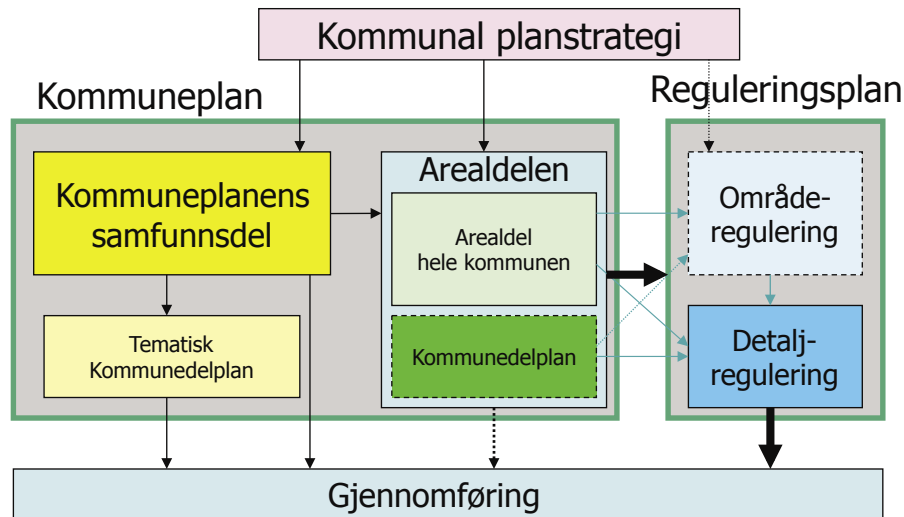 Kommunal planstrategi
Kommuneplan
Reguleringsplan
Kommuneplanens
samfunnsdel
Arealdelen
Arealdel
hele kommunen
Område-
regulering
Tematisk
Kommunedelplan
Kommunedelplan
Detalj-
regulering
Gjennomføring